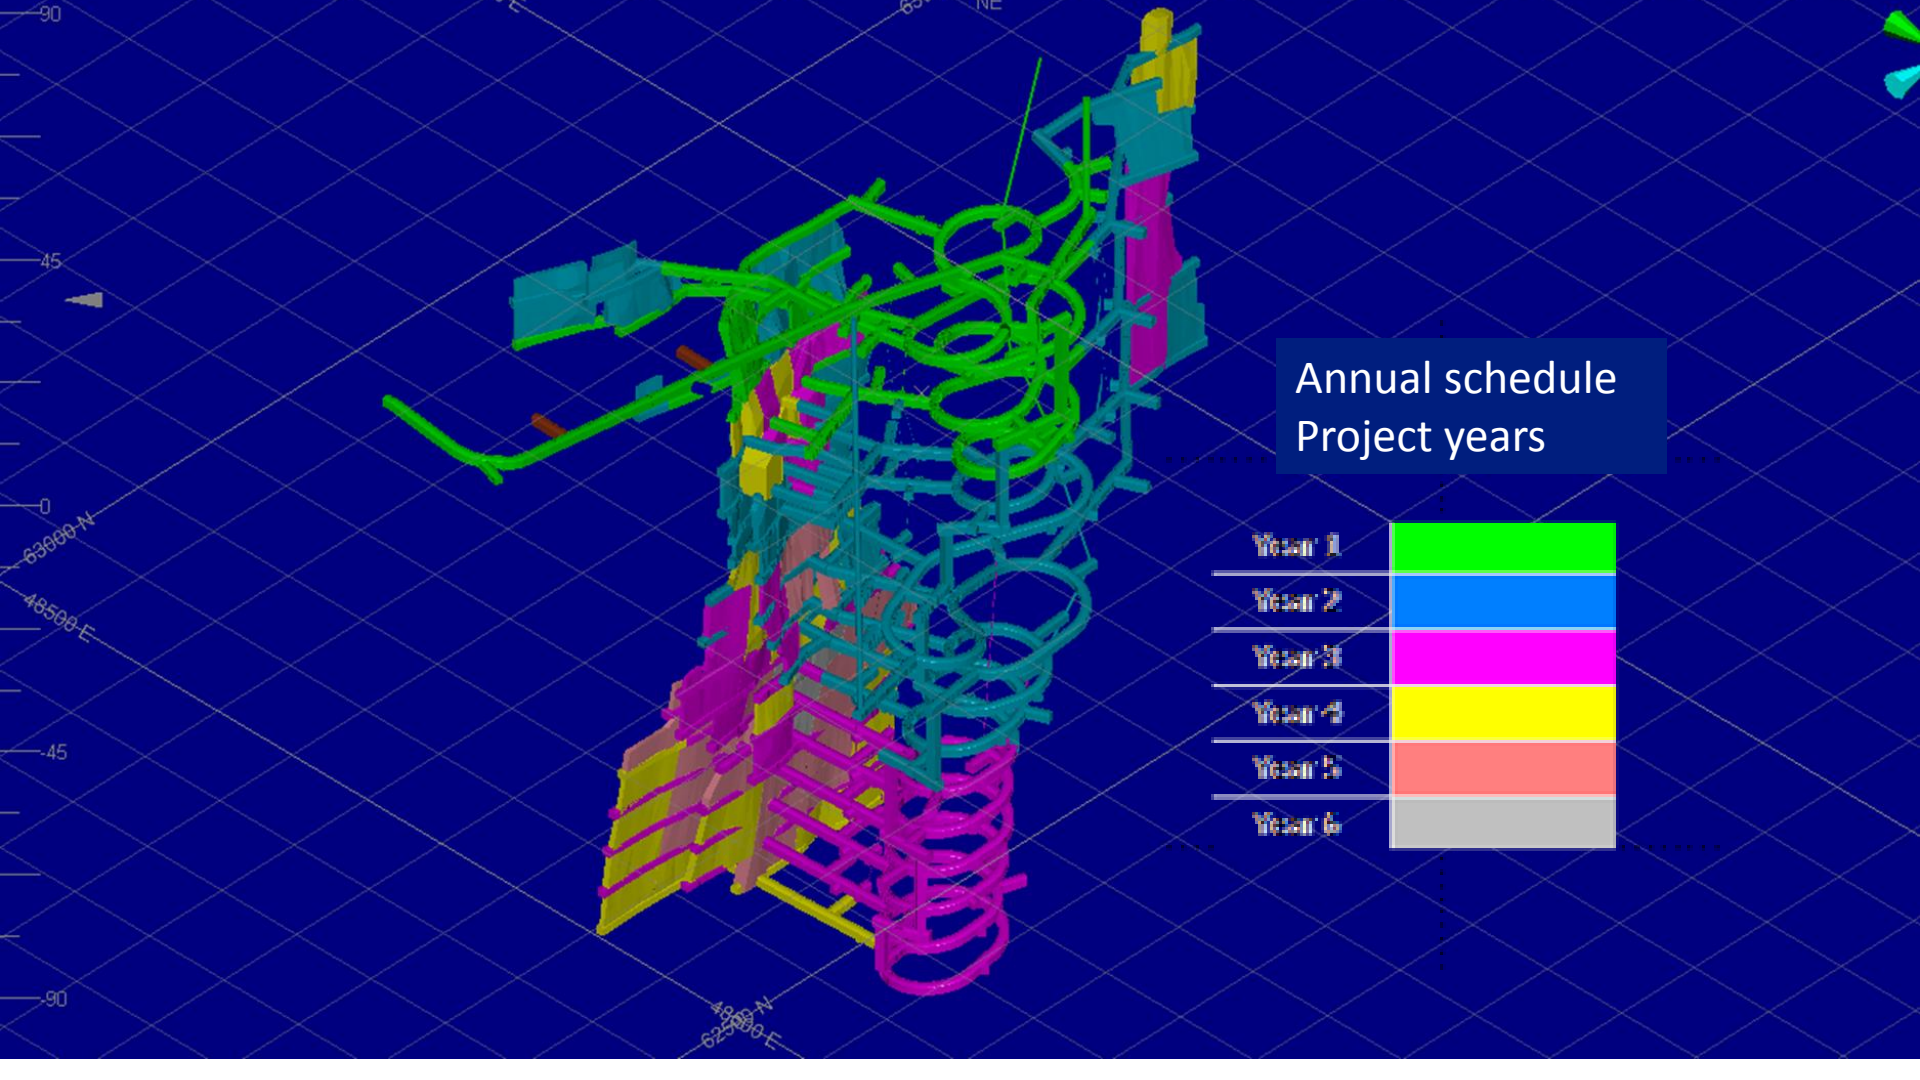 90
NE
45
0
63000 N
48500 E
-45
-90
Annual schedule
Project years
Year 1
Year 2
Year 3
Year 4
Year 5
Year 6